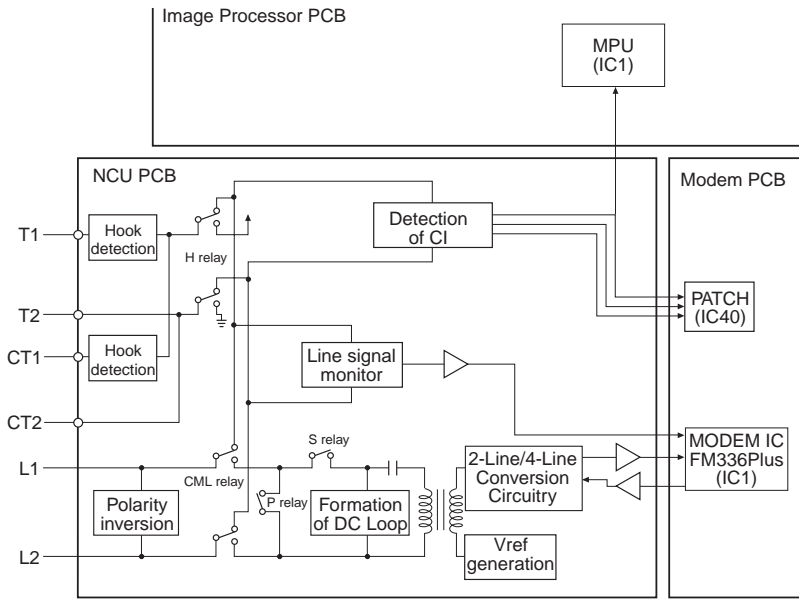 Image Processor PCB
MPU
(IC1)
NCU PCB
Modem PCB
T1
Hook
detection
H relay
Detection
of CI
T2
PATCH
(IC40)
CT1
Hook
detection
Line signal
monitor
CT2
L1
CML relay
S relay
P relay
2-Line/4-Line
Conversion
Circuitry
MODEM IC
FM336Plus
(IC1)
Polarity
inversion
Formation
of DC Loop
L2
Vref
generation